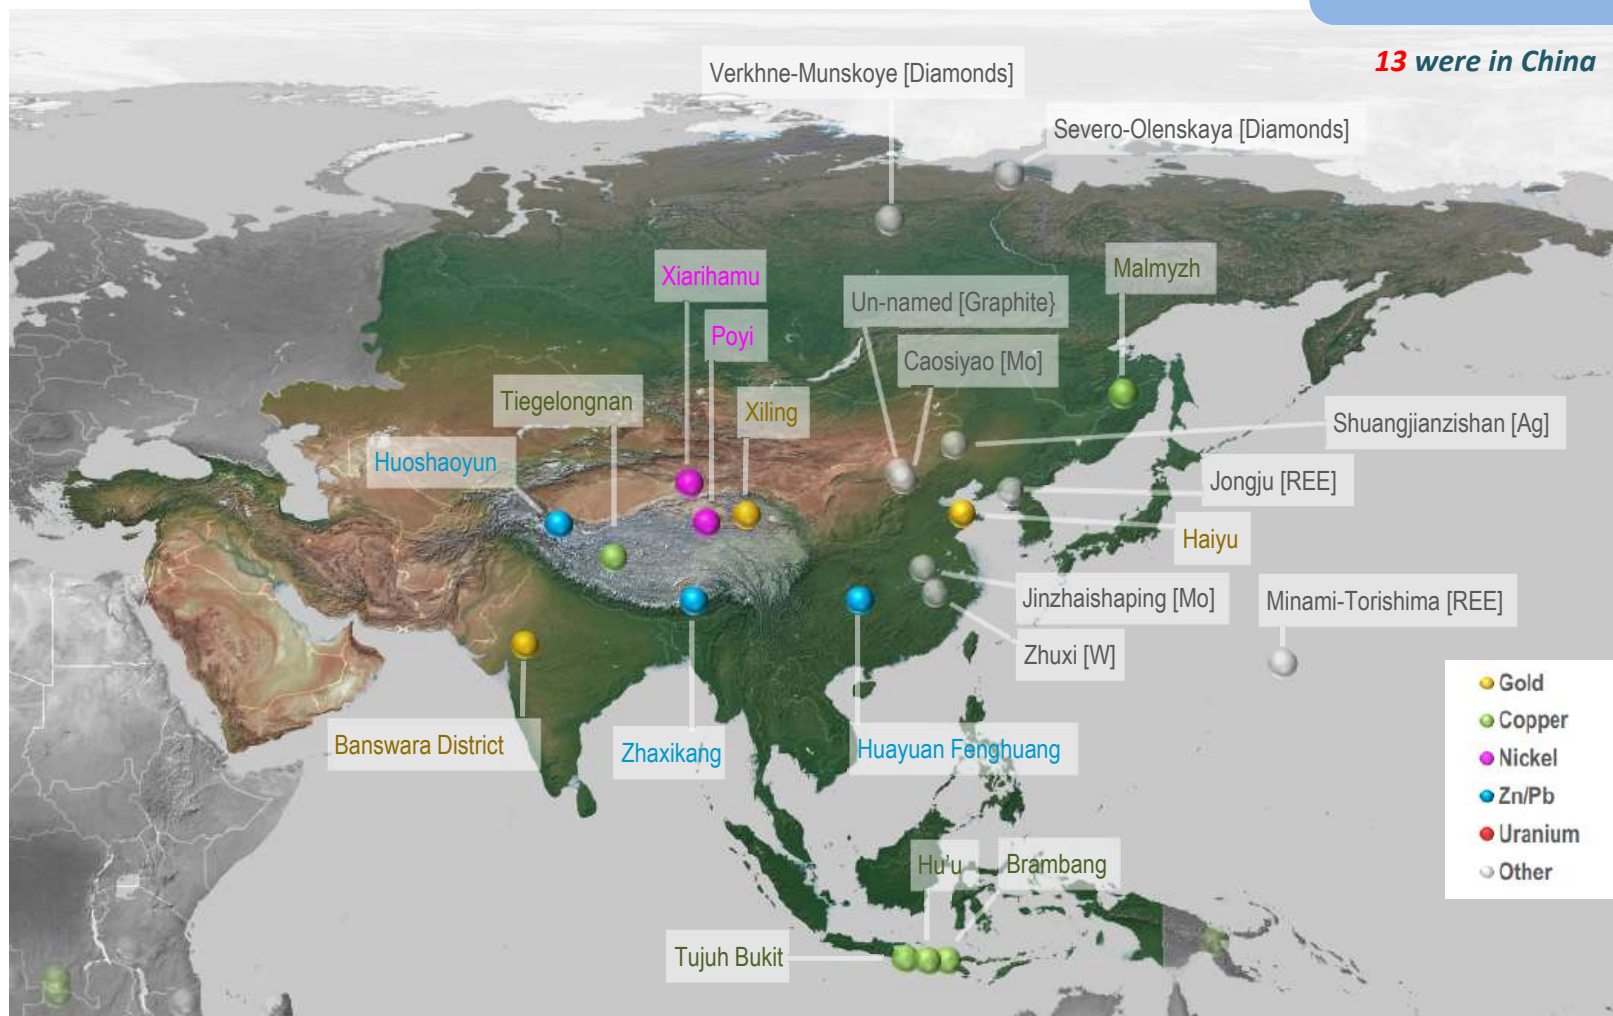 13 were in China
Verkhne-Munskoye [Diamonds]
Severo-Olenskaya [Diamonds]
Malmyzh
Xiarihamu
Un-named [Graphite}
Poyi
Caosiyao [Mo]
Tiegelongnan
Xiling
Shuangjianzishan [Ag]
Huoshaoyun
Jongju [REE]
Haiyu
Jinzhaishaping [Mo]
Minami-Torishima [REE]
Zhuxi [W]
Banswara District
Zhaxikang
Huayuan Fenghuang
Gold
Copper
Nickel
Zn/Pb
Uranium
Other
Hu'u
Brambang
Tujuh Bukit